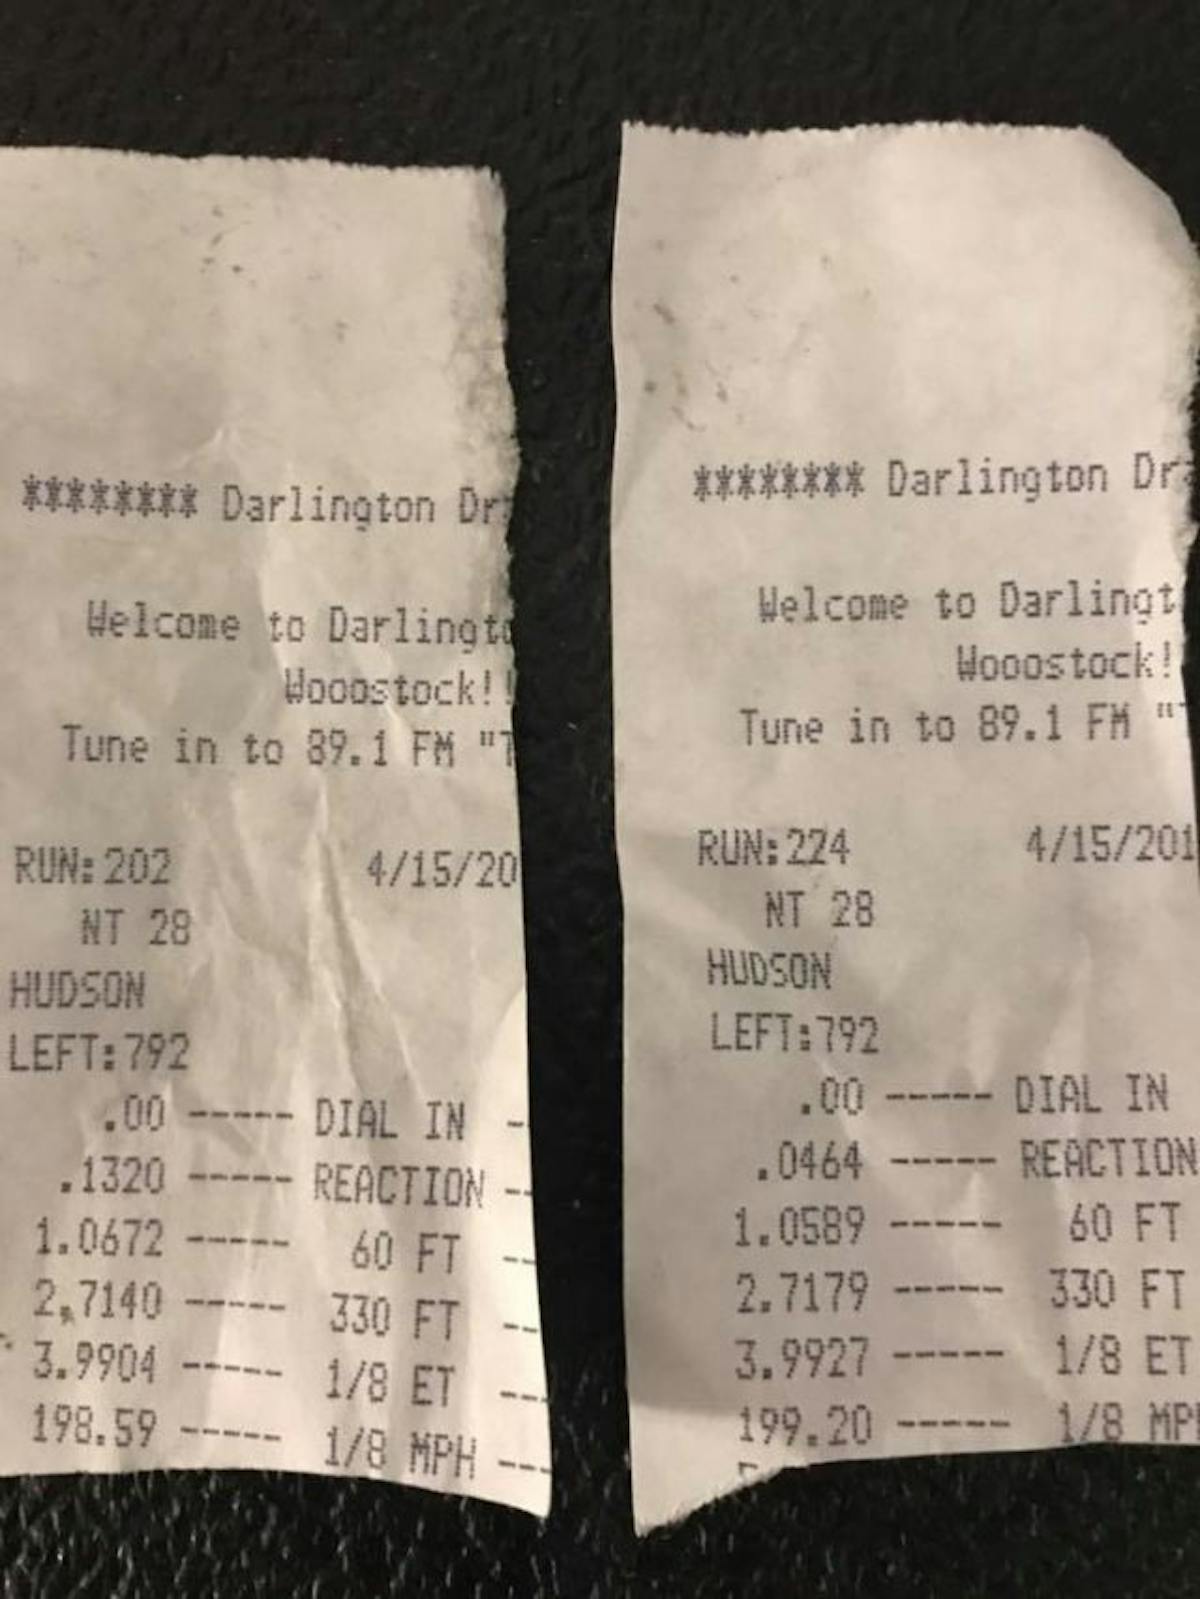 ******** Darlington Dr
Welcome to Darlingto
Wooostock!!
Tune in to 89.1 FM "T
RUN:202 4/15/20
NT 28
HUDSON
LEFT:792
.00 ----- DIAL IN -
.1320 ----- REACTION --
1.0672 ----- 60 FT --
2.7140 ----- 330 FT --
3.9904 ----- 1/8 ET ---
198.59 ----- 1/8 MPH ---
******** Darlington Dra
Welcome to Darlingt
Wooostock!
Tune in to 89.1 FM "T
RUN:224 4/15/201
NT 28
HUDSON
LEFT:792
.00 ----- DIAL IN
.0464 ----- REACTION
1.0589 ----- 60 FT
2.7179 ----- 330 FT
3.9927 ----- 1/8 ET
199.20 ----- 1/8 MPH